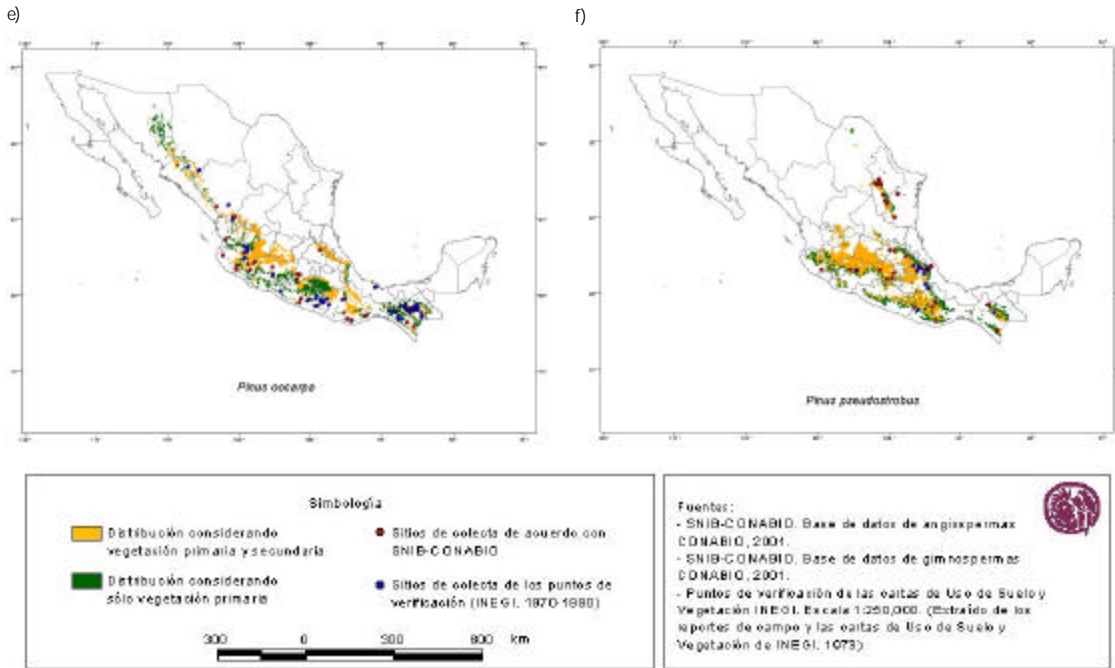 e)
f)
Pinus oocarpa
Pinus pseudostrobus
Simbología
Distribución considerando
vegetación primaria y secundaria
Distribución considerando
sólo vegetación primaria
Sitios de colecta de acuerdo con
SNIB-CONABIO
Sitios de colecta de los puntos de
verificación (INEGI, 1970-1980)
300 0 300 600 km
Fuentes:
- SNIB-CONABIO. Base de datos de angiospermas
CONABIO, 2001.
- SNIB-CONABIO. Base de datos de gimnospermas
CONABIO, 2001.
- Puntos de verificación de las cartas de Uso de Suelo y
Vegetación INEGI. Escala 1:250,000. (Extraído de los
reportes de campo y las cartas de Uso de Suelo y
Vegetación de INEGI. 1973)